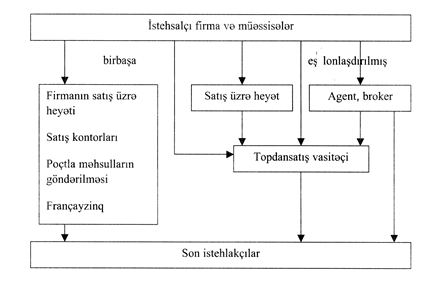 İstehsalçı firma və müəssisələr
birbaşa
eş lonlaşdırılmış
Firmanın satış üzrə
heyəti
Satış kontorları
Poçtla məhsulların
göndərilməsi
Françayzinq
Satış üzrə heyət
Agent, broker
Topdansatış vasitəçi
Son istehlakçılar